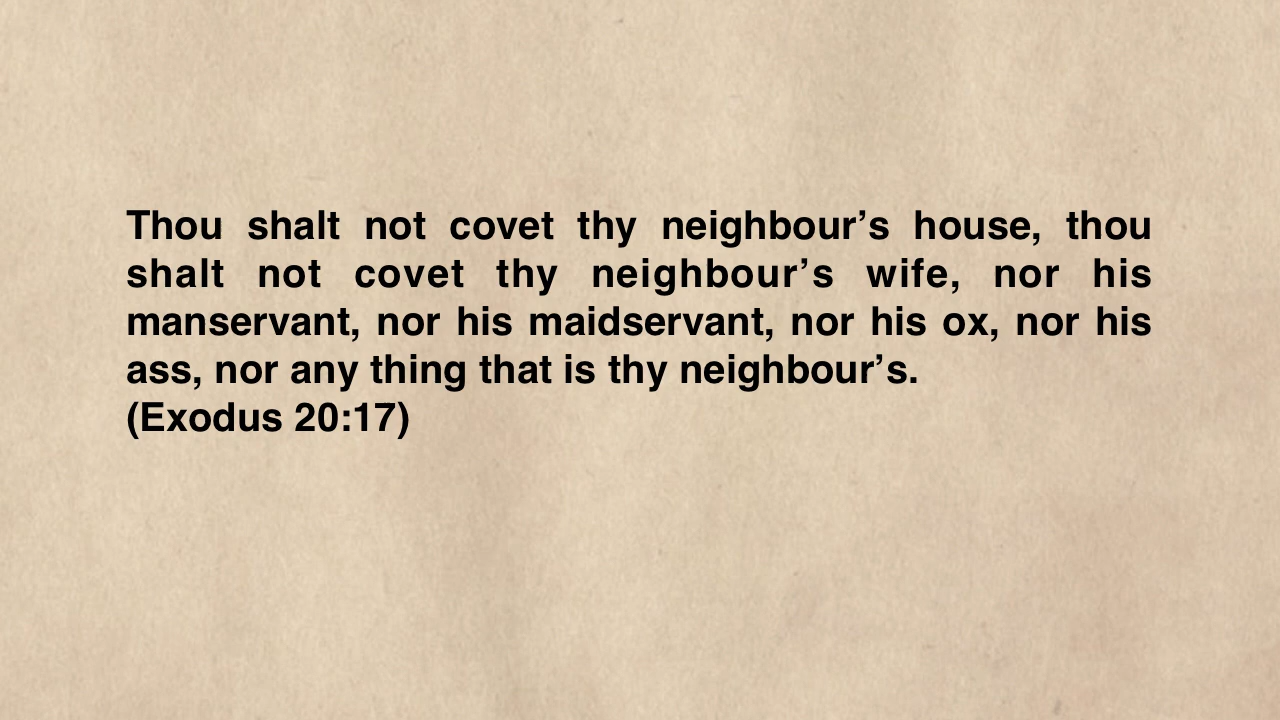 Thou shalt not covet thy neighbour’s house, thou
shalt not covet thy neighbour’s wife, nor his
manservant, nor his maidservant, nor his ox, nor his
ass, nor any thing that is thy neighbour’s.
(Exodus 20:17)